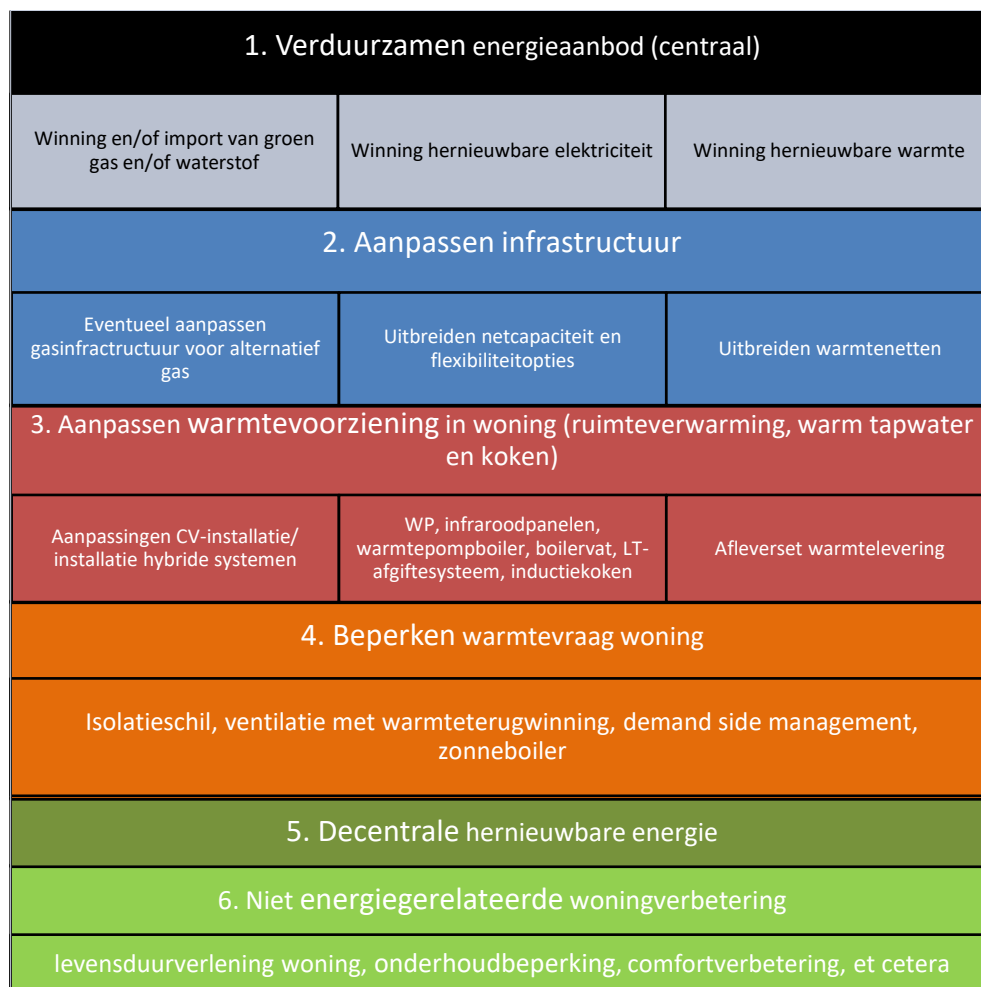 1. Verduurzamen energieaanbod (centraal)
Winning en/of import van groen
gas en/of waterstof
Winning hernieuwbare elektriciteit
Winning hernieuwbare warmte
2. Aanpassen infrastructuur
Eventueel aanpassen
gasinfractructuur voor alternatief
gas
Uitbreiden netcapaciteit en
flexibiliteitopties
Uitbreiden warmtenetten
3. Aanpassen warmtevoorziening in woning (ruimteverwarming, warm tapwater
en koken)
Aanpassingen CV-installatie/
installatie hybride systemen
WP, infraroodpanelen,
warmtepompboiler, boilervat, LT-
afgiftesysteem, inductiekoken
Afleverset warmtelevering
4. Beperken warmtevraag woning
Isolatieschil, ventilatie met warmteterugwinning, demand side management,
zonneboiler
5. Decentrale hernieuwbare energie
6. Niet energiegerelateerde woningverbetering
levensduurverlening woning, onderhoudbeperking, comfortverbetering, et cetera